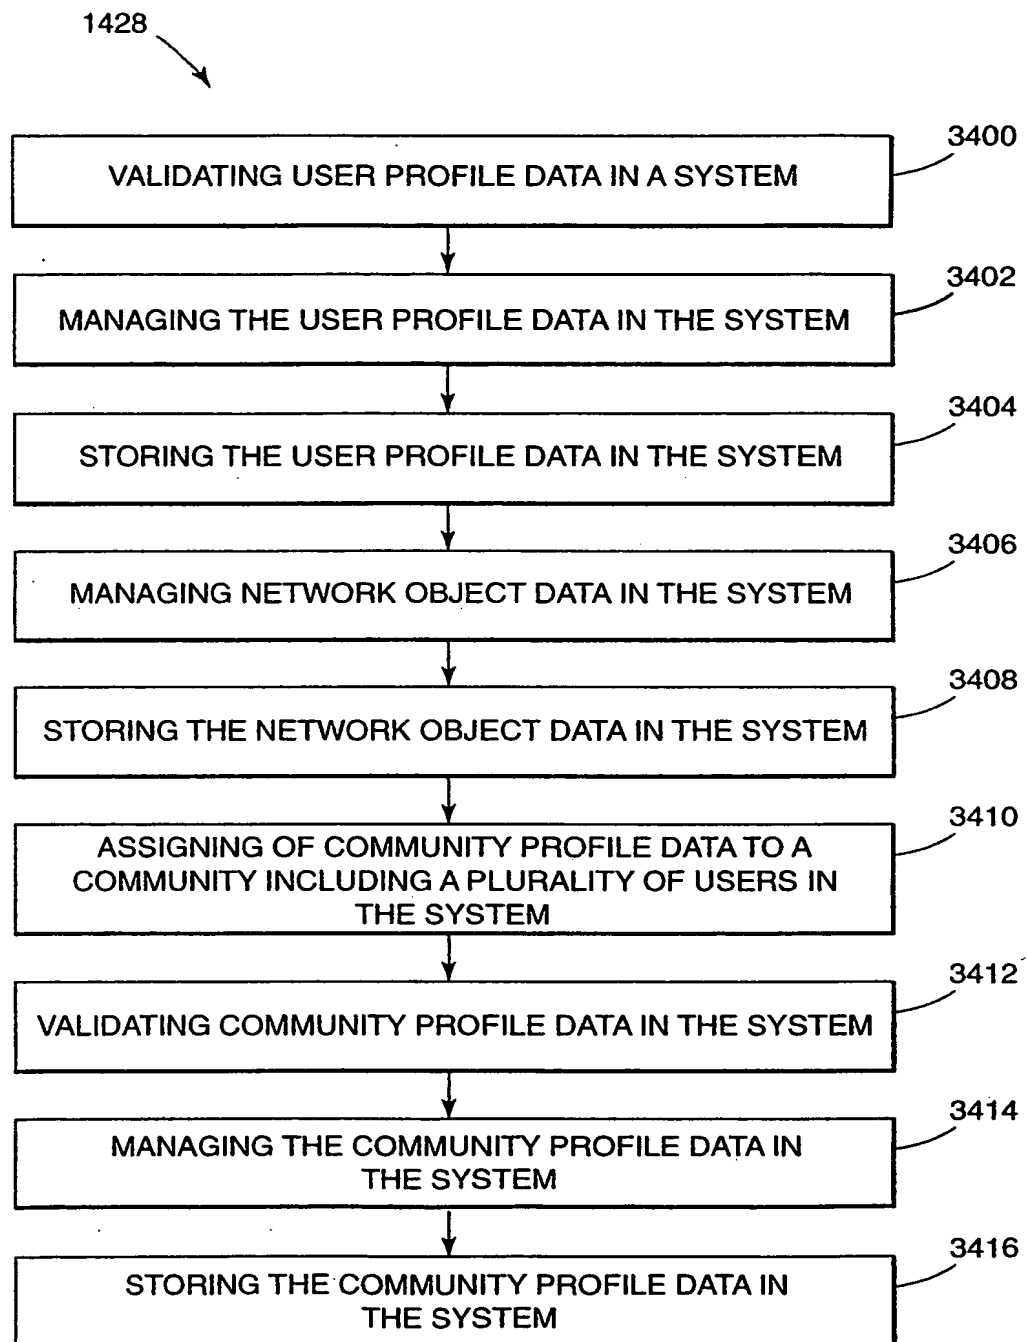 1428
3400
VALIDATING USER PROFILE DATA IN A SYSTEM
3402
MANAGING THE USER PROFILE DATA IN THE SYSTEM
3404
STORING THE USER PROFILE DATA IN THE SYSTEM
3406
MANAGING NETWORK OBJECT DATA IN THE SYSTEM
3408
STORING THE NETWORK OBJECT DATA IN THE SYSTEM
3410
ASSIGNING OF COMMUNITY PROFILE DATA TO A
COMMUNITY INCLUDING A PLURALITY OF USERS IN
THE SYSTEM
3412
VALIDATING COMMUNITY PROFILE DATA IN THE SYSTEM
3414
MANAGING THE COMMUNITY PROFILE DATA IN
THE SYSTEM
3416
STORING THE COMMUNITY PROFILE DATA IN
THE SYSTEM